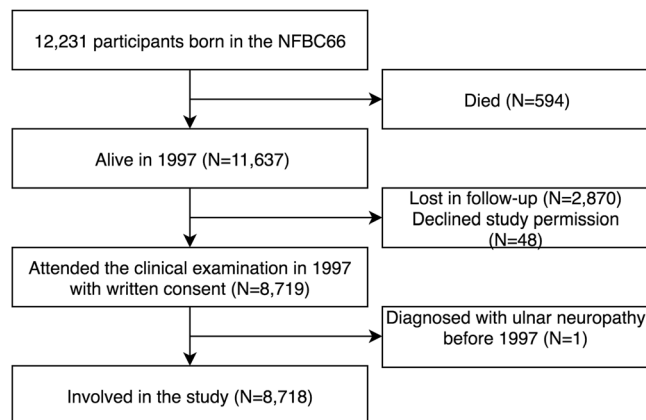 12,231 participants born in the NFBC66
Died (N=594)
Alive in 1997 (N=11,637)
Lost in follow-up (N=2,870)
Declined study permission
(N=48)
Attended the clinical examination in 1997
with written consent (N=8,719)
Diagnosed with ulnar neuropathy
before 1997 (N=1)
Involved in the study (N=8,718)